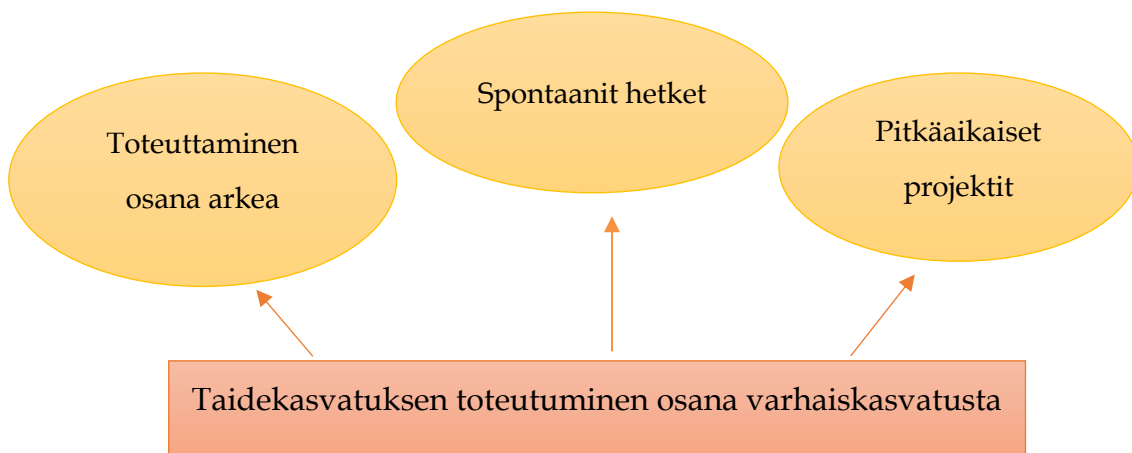 Toteuttaminen
osana arkea
Spontaanit hetket
Pitkäaikaiset
projektit
Taidekasvatuksen toteutuminen osana varhaiskasvatusta